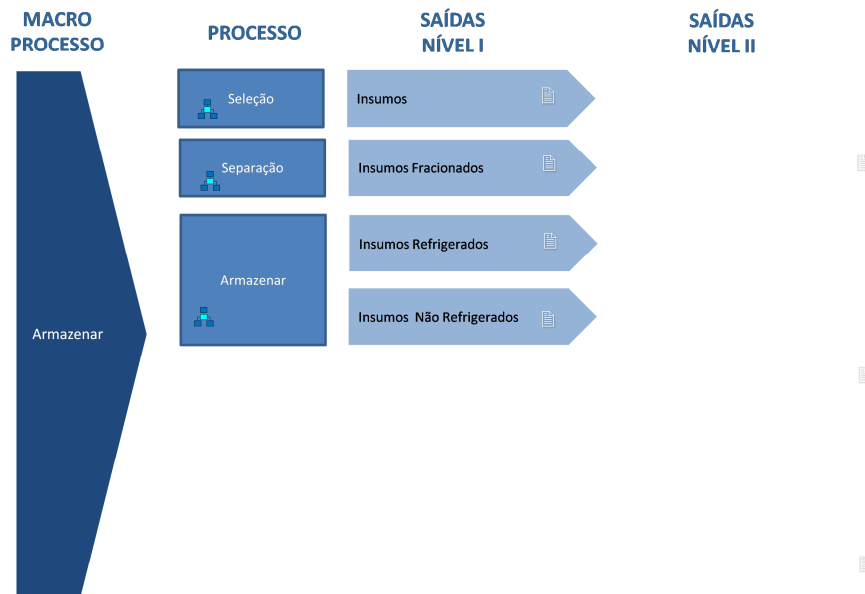 MACRO
PROCESSO
PROCESSO
SAÍDAS
NÍVEL I
SAÍDAS
NÍVEL II
Seleção
Insumos
Separação
Insumos Fracionados
Armazenar
Insumos Refrigerados
Insumos Não Refrigerados
Armazenar